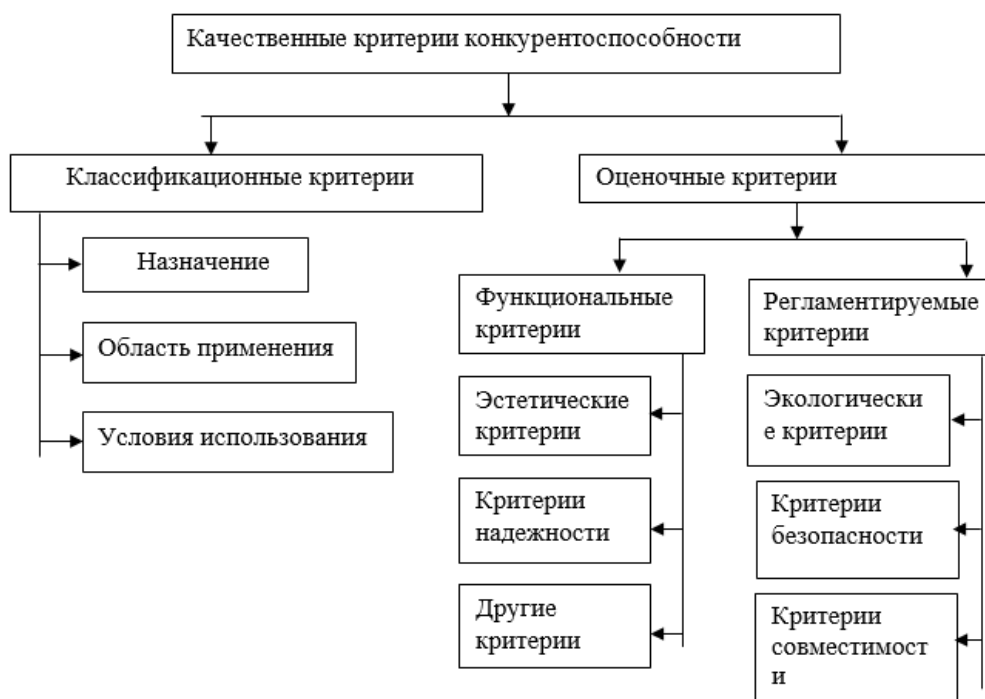 Качественные критерии конкурентоспособности
Классификационные критерии
Оценочные критерии
Назначение
Область применения
Условия использования
Функциональные
критерии
Регламентируемые
критерии
Эстетические
критерии
Экологически
е критерии
Критерии
надежности
Критерии
безопасности
Другие
критерии
Критерии
совместимост
и